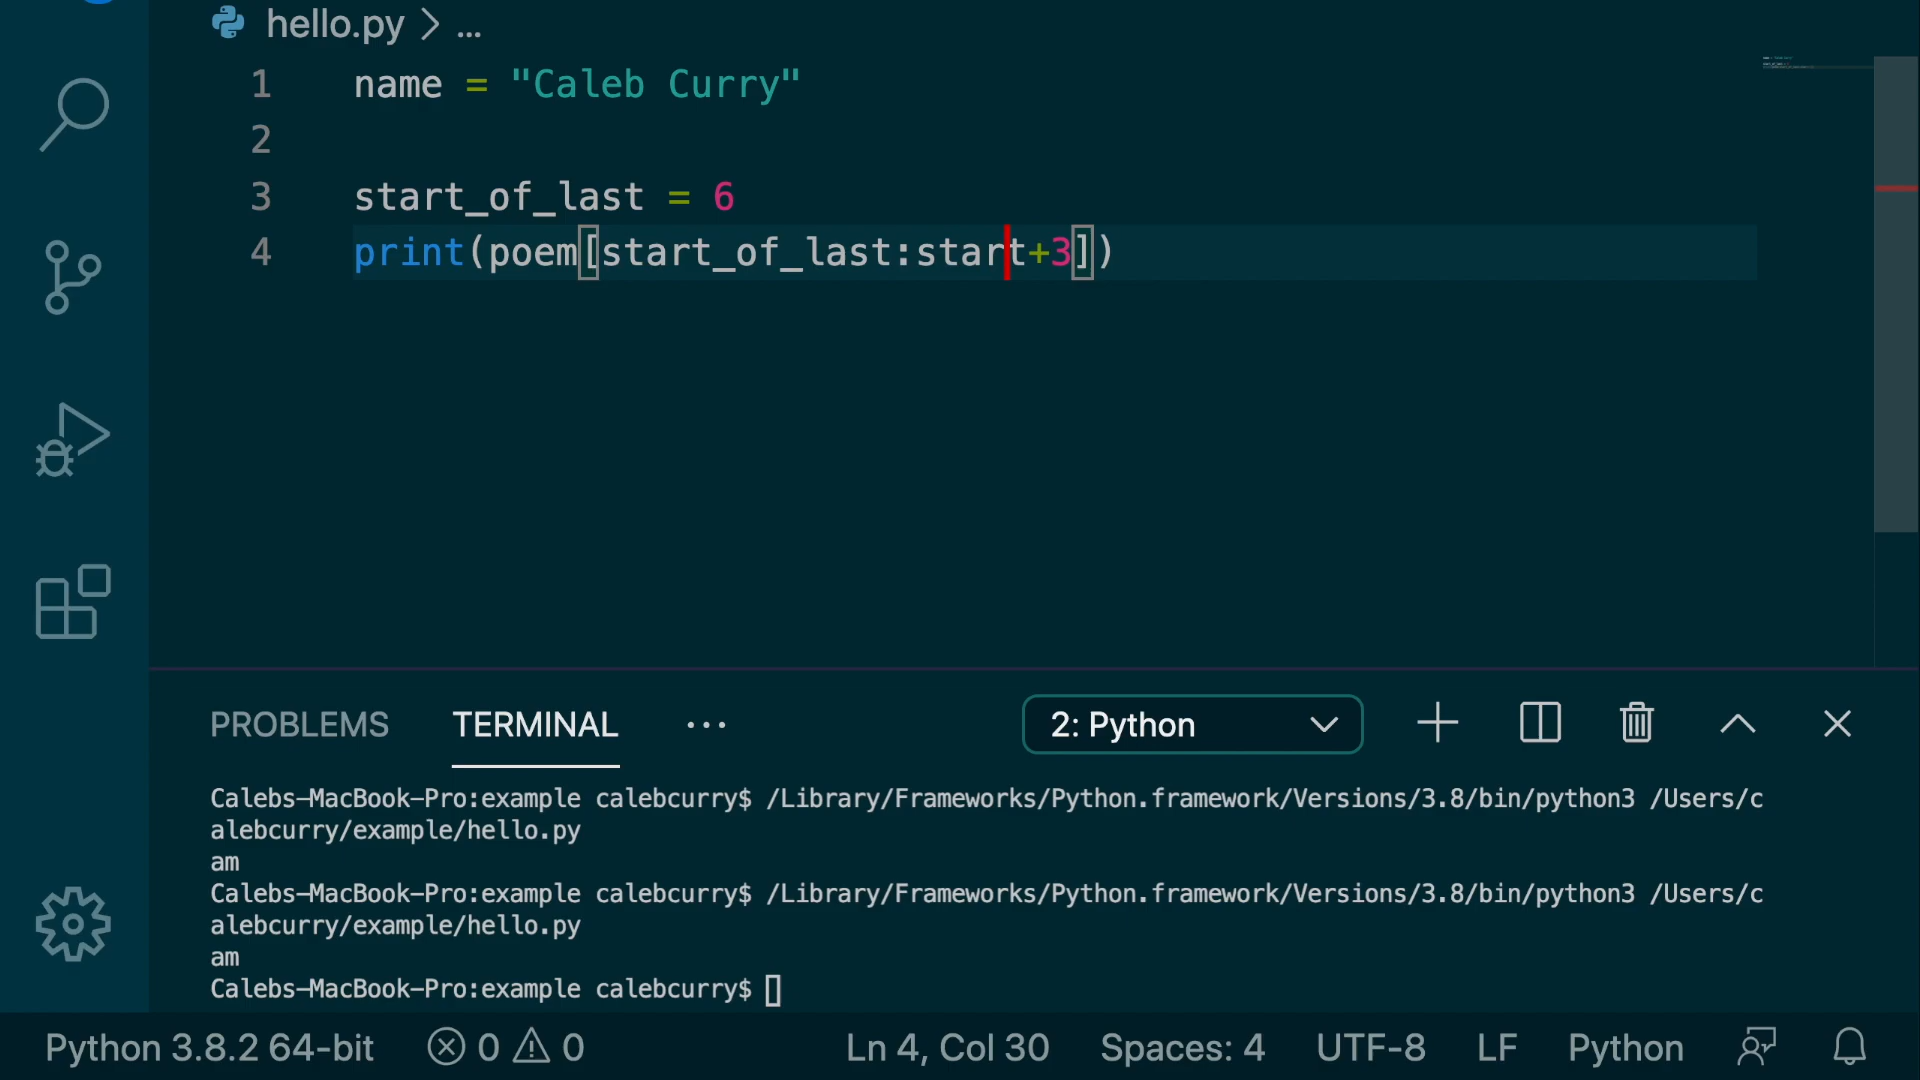 hello.py > ...
1 name = "Caleb Curry"
2
3 start_of_last = 6
4 print(poem[start_of_last:start+3])
PROBLEMS TERMINAL ... 2: Python
Calebs-MacBook-Pro:example calebcurry$ /Library/Frameworks/Python.framework/Versions/3.8/bin/python3 /Users/c
alebcurry/example/hello.py
am
Calebs-MacBook-Pro:example calebcurry$ /Library/Frameworks/Python.framework/Versions/3.8/bin/python3 /Users/c
alebcurry/example/hello.py
am
Calebs-MacBook-Pro:example calebcurry$
Python 3.8.2 64-bit 0 0 Ln 4, Col 30 Spaces: 4 UTF-8 LF Python